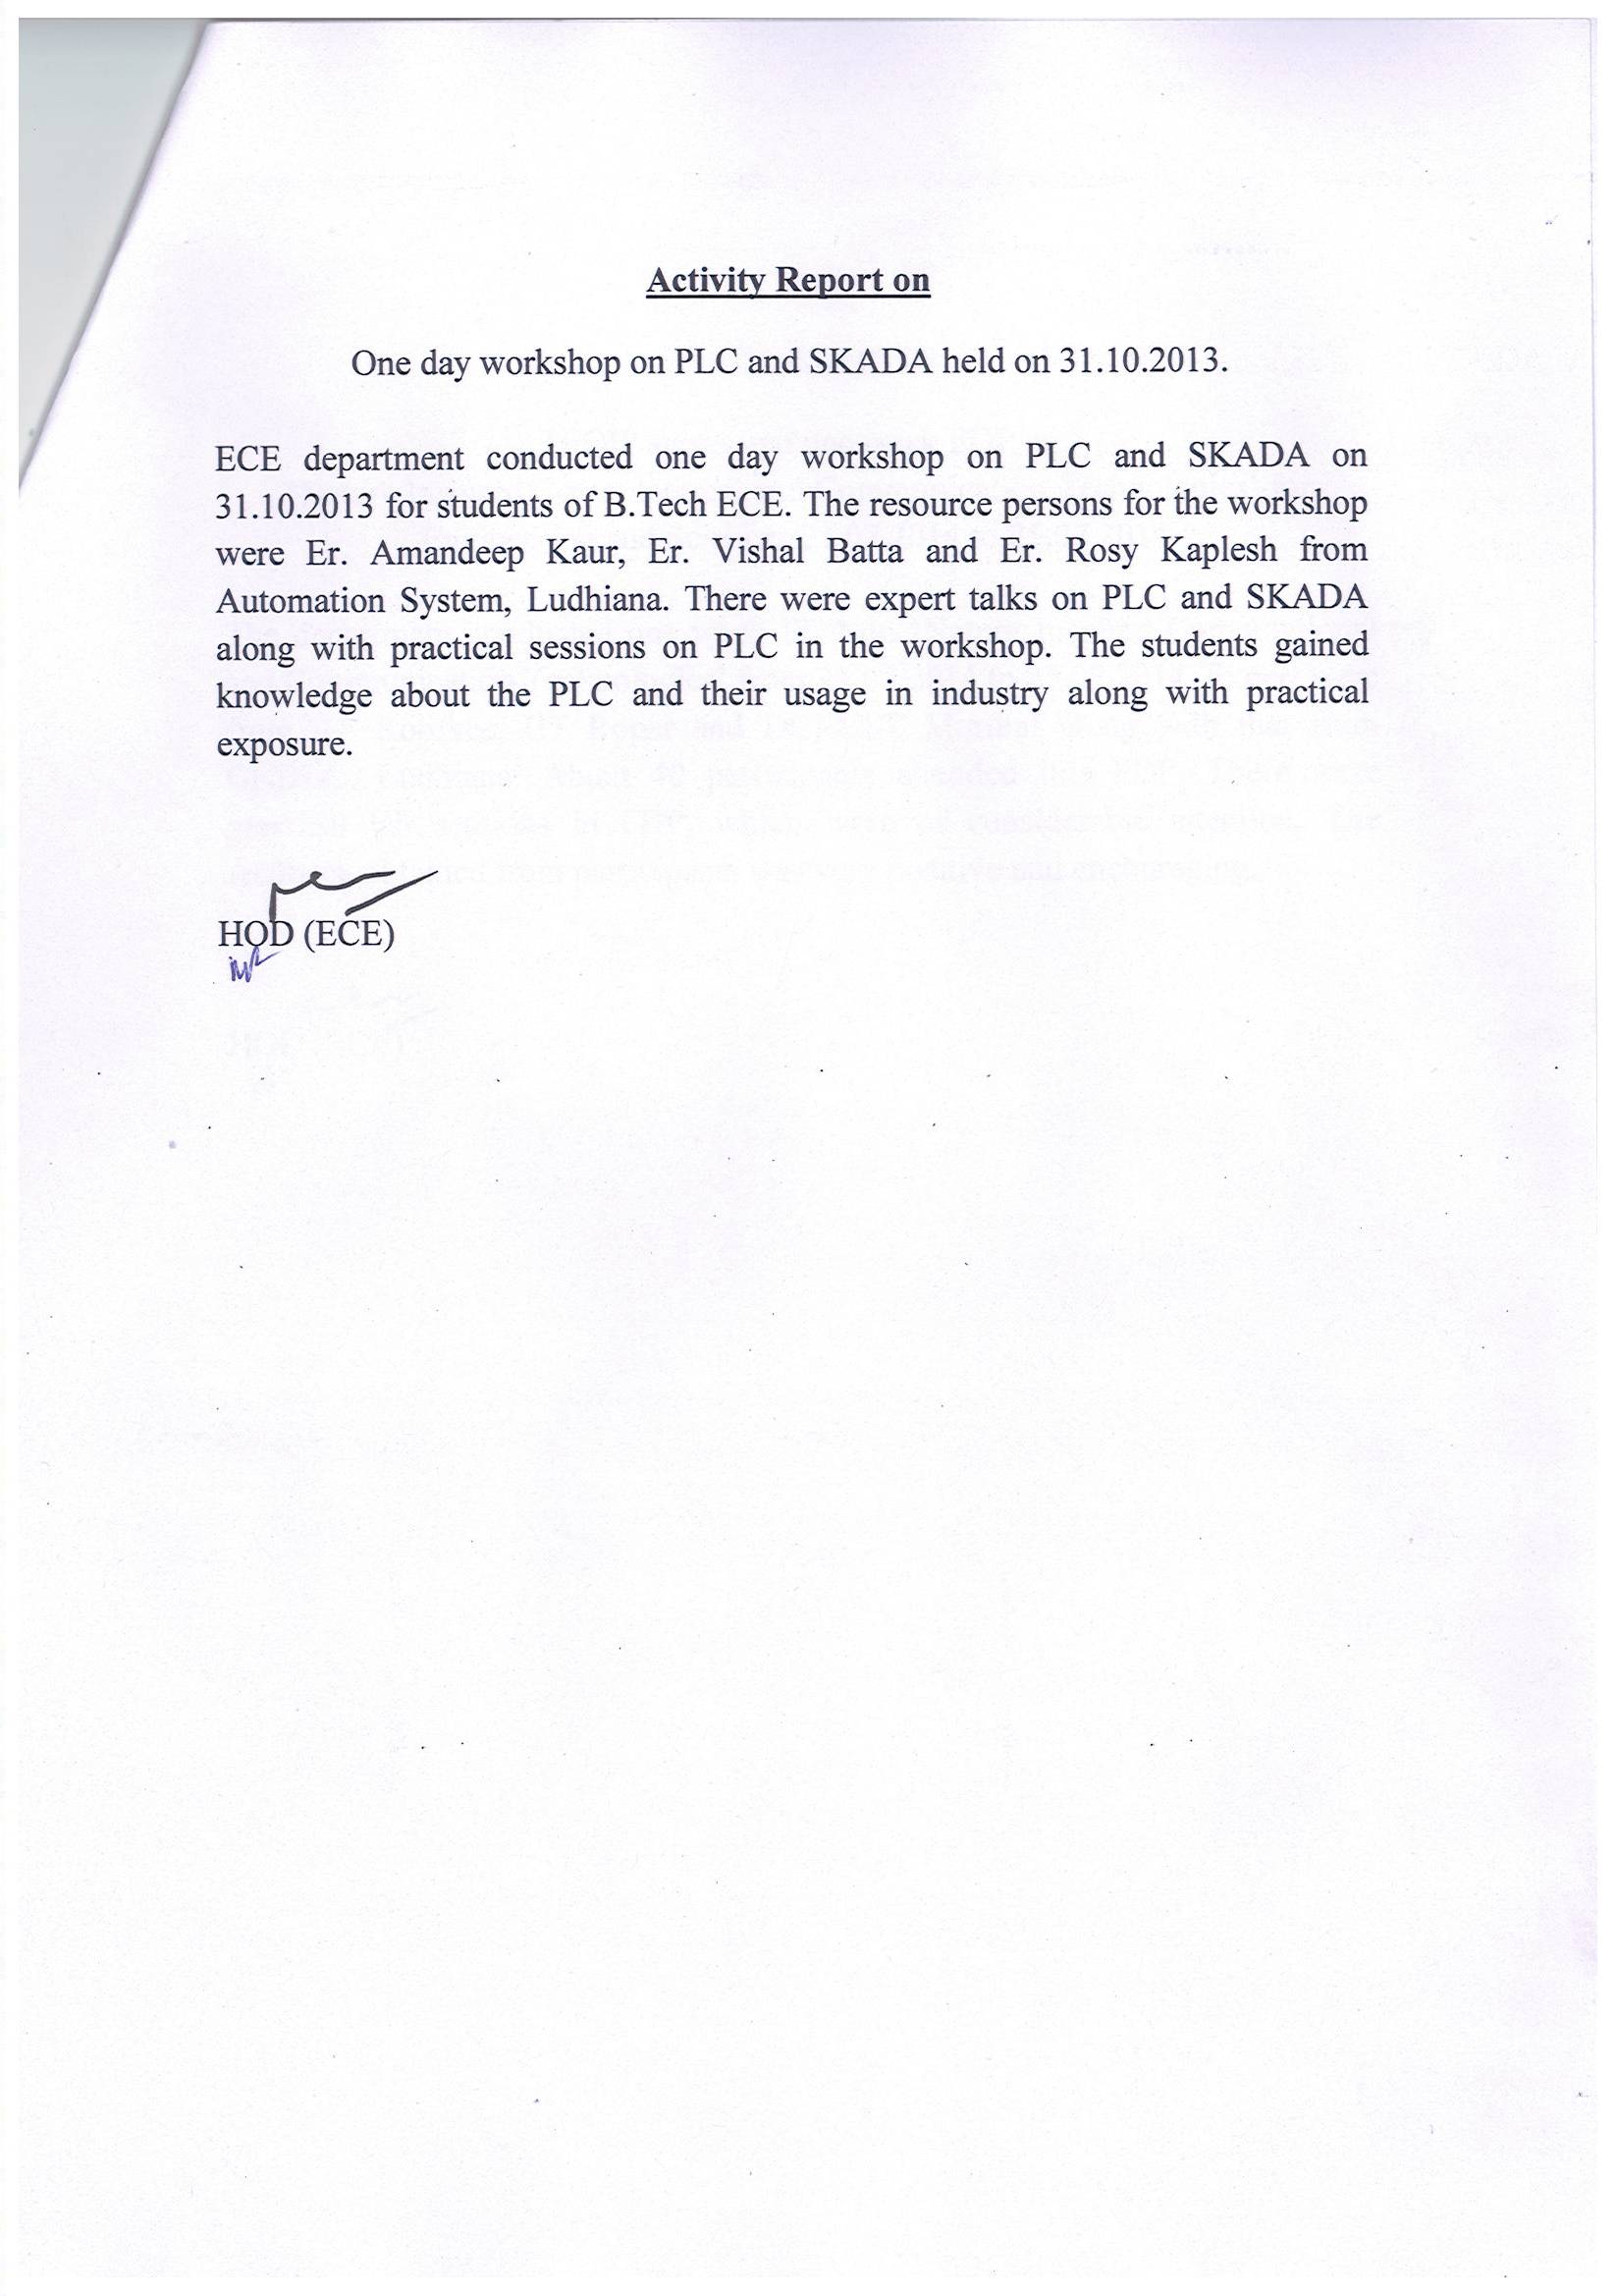 Activity Report on
One day workshop on PLC and SKADA held on 31.10.2013.
ECE department conducted one day workshop on PLC and SKADA on
31.10.2013 for students of B.Tech ECE. The resource persons for the workshop
were Er. Amandeep Kaur, Er. Vishal Batta and Er. Rosy Kaplesh from
Automation System, Ludhiana. There were expert talks on PLC and SKADA
along with practical sessions on PLC in the workshop. The students gained
knowledge about the PLC and their usage in industry along with practical
exposure.
HOD (ECE)